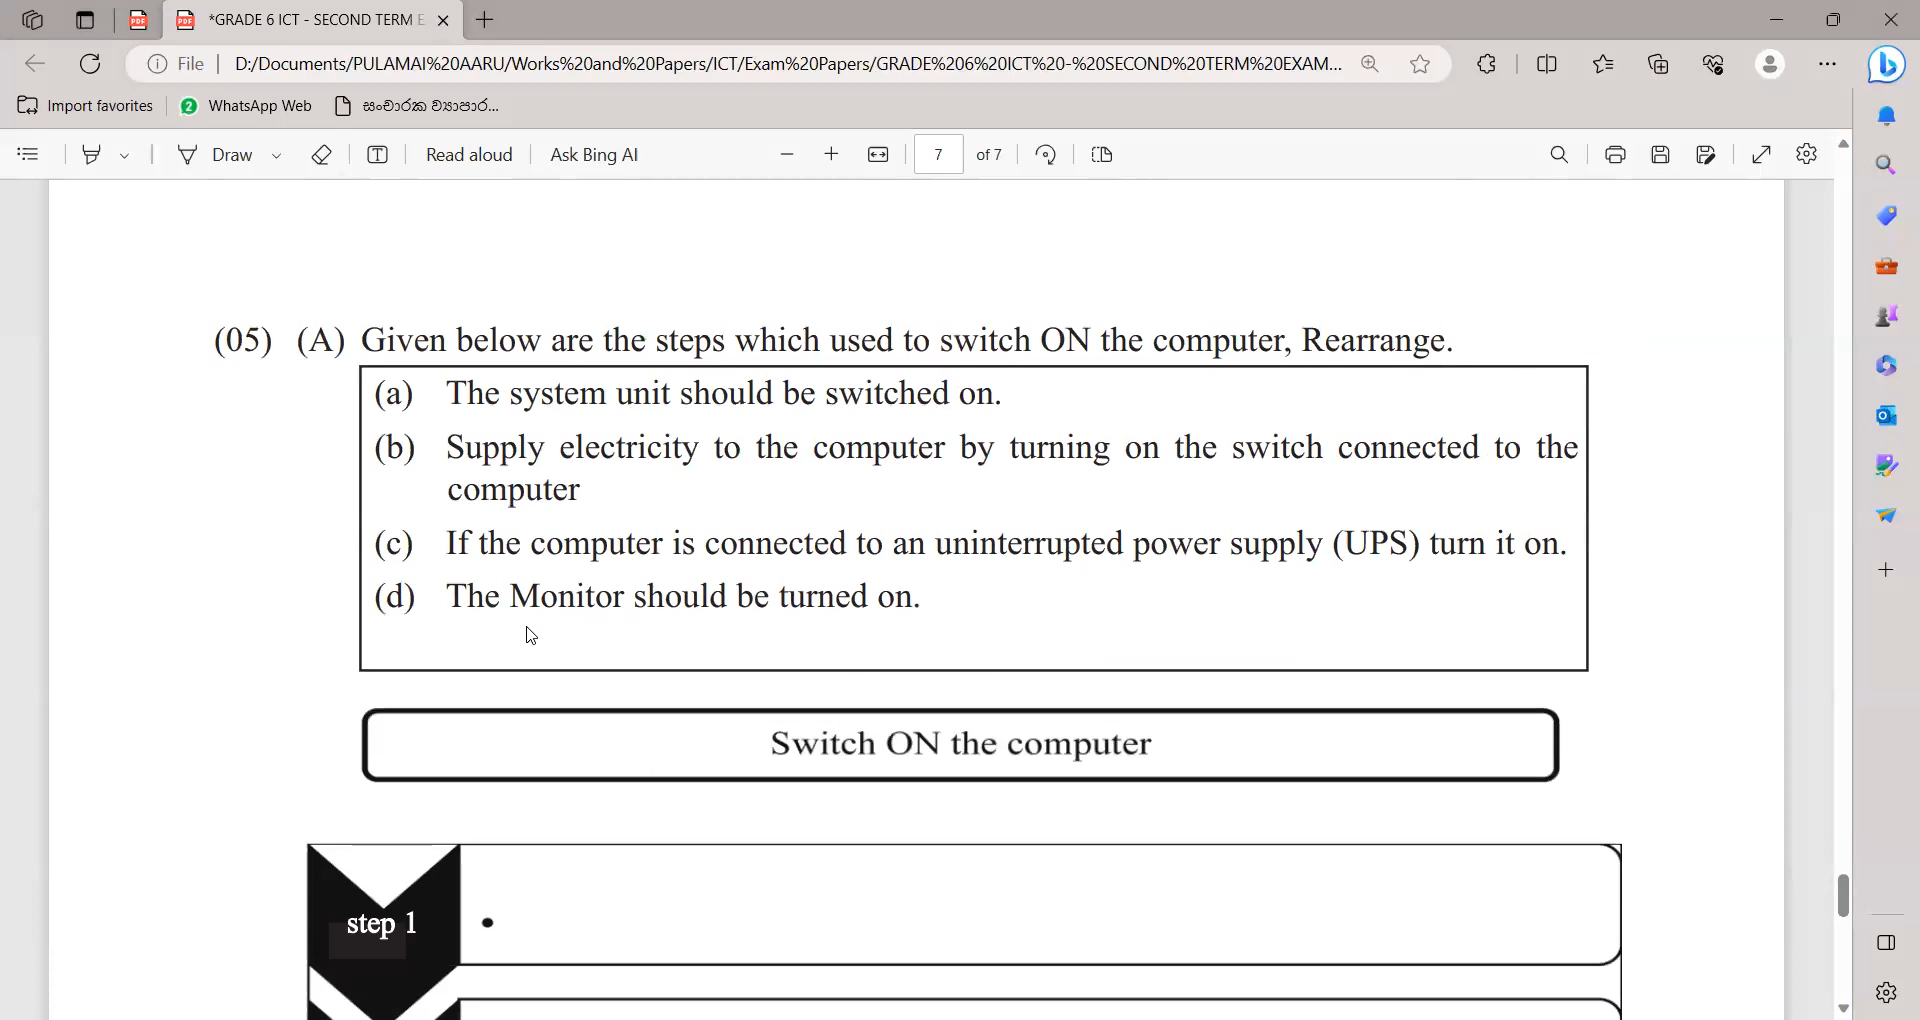 *GRADE 6 ICT - SECOND TERM E
File
D:/Documents/PULAMAI%20AARU/Works%20and%20Papers/ICT/Exam%20Papers/GRADE%206%20ICT%20-%20SECOND%20TERM%20EXAM...
Import favorites
2 WhatsApp Web
සංචාරක ව්‍යාපාර...
Draw
Read aloud
Ask Bing AI
7 of 7
(05) (A) Given below are the steps which used to switch ON the computer, Rearrange.
(a) The system unit should be switched on.
(b) Supply electricity to the computer by turning on the switch connected to the
computer
(c) If the computer is connected to an uninterrupted power supply (UPS) turn it on.
(d) The Monitor should be turned on.
Switch ON the computer
step 1 •